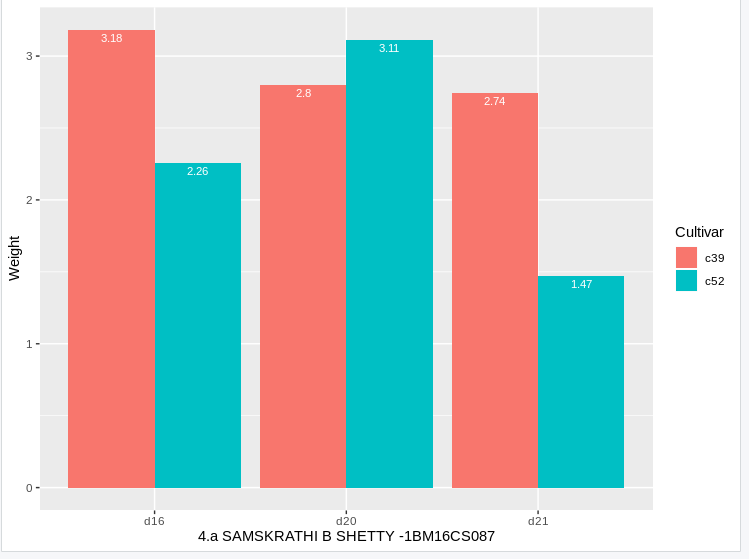 3.18
2.26
2.8
3.11
2.74
1.47
3
2
1
0
Weight
d16 d20 d21
4.a SAMSKRATHI B SHETTY -1BM16CS087
Cultivar
c39
c52